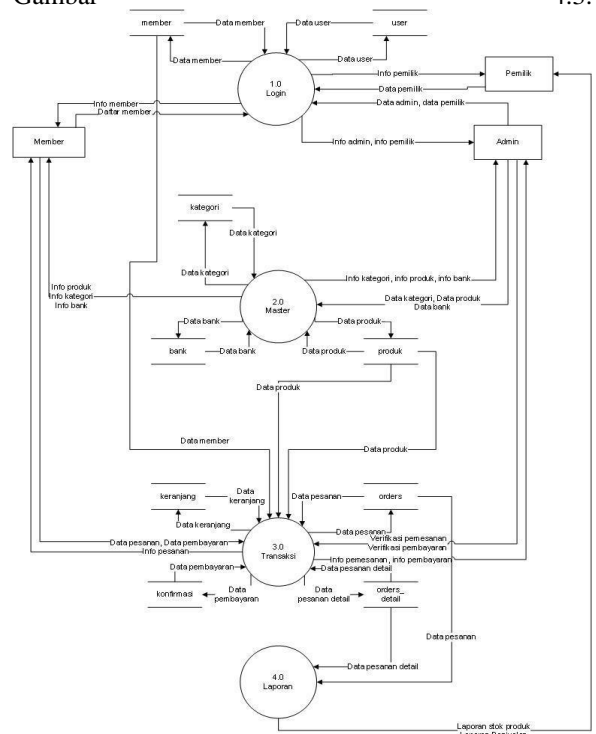 Gambar 4.3.
member
Data member
Data user
user
Data member
Data user
1.0
Login
Info pemilik
Pemilik
Data pemilik
Data admin, data pemilik
Info member
Daftar member
Member
Info admin, info pemilik
Admin
kategori
Data kategori
Data kategori
Info kategori, info produk, info bank
Info produk
Info kategori
Info bank
2.0
Master
Data kategori, Data produk
Data bank
Data bank
Data produk
bank
Data bank
Data produk
produk
Data produk
Data member
Data produk
keranjang
Data
keranjang
Data pesanan
orders
Data keranjang
Data pesanan
Verifikasi pemesanan
Verifikasi pembayaran
Data pesanan, Data pembayaran
Info pesanan
3.0
Transaksi
Info pemesanan, info pembayaran
Data pembayaran
Data pesanan detail
konfirmasi
Data
pembayaran
Data
pesanan detail
orders_
detail
Data pesanan
Data pesanan detail
4.0
Laporan
Laporan stok produk
Laporan Penjualan